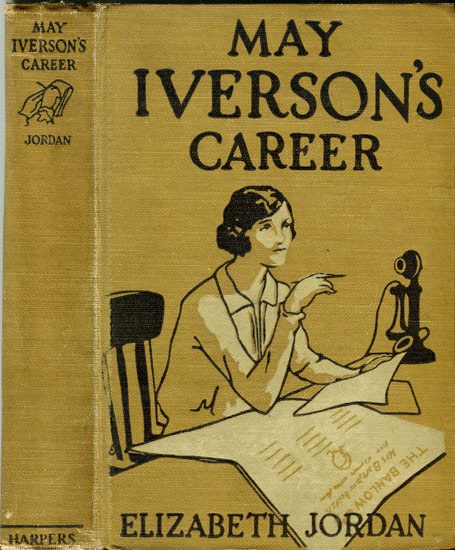 MAY
IVERSON'S
CAREER
JORDAN
HARPERS
MAY
IVERSON'S
CAREER
THE BARLOW
ELIZABETH JORDAN